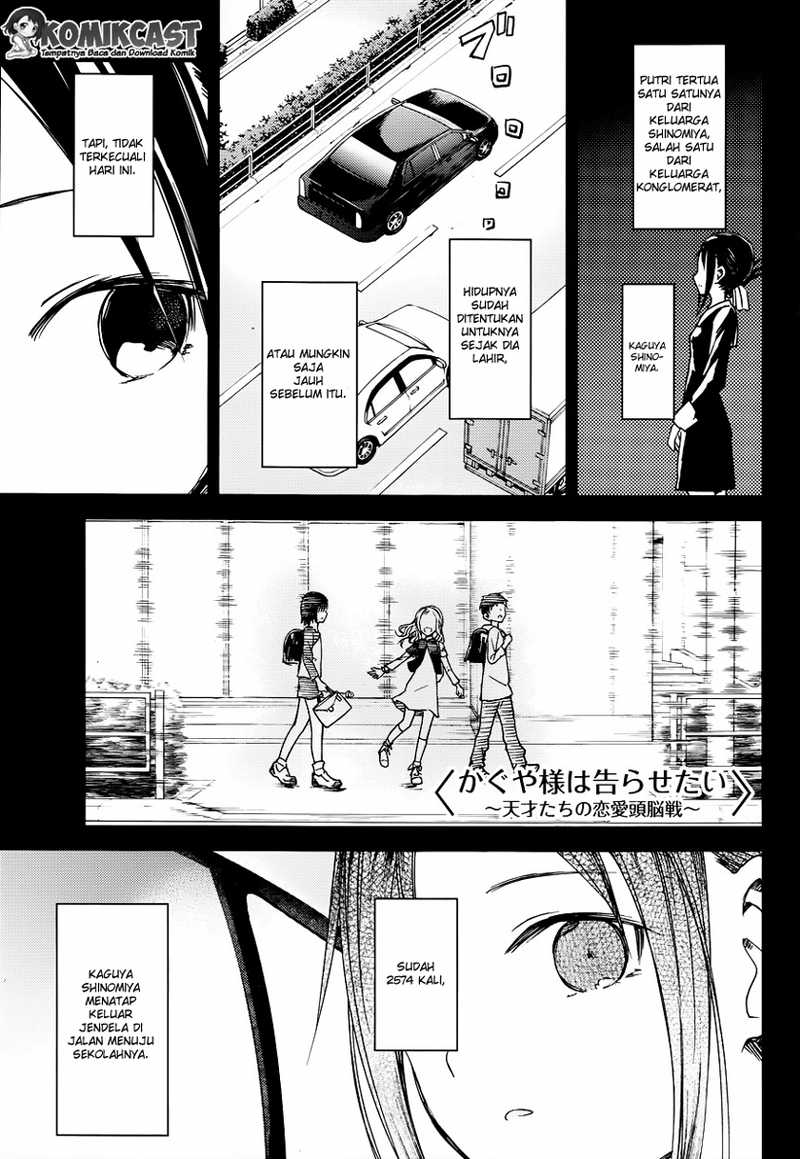 KOMIKCAST
Tempatnya Baca dan Download Komik
PUTRI TERTUA
SATU SATUNYA
DARI
KELUARGA
SHINOMIYA,
SALAH SATU
DARI
KELUARGA
KONGLOMERAT,
KAGUYA
SHINO-
MIYA.
ブロロロロ
HIDUPNYA
SUDAH
DITENTUKAN
UNTUKNYA
SEJAK DIA
LAHIR,
ATAU MUNGKIN
SAJA
JAUH
SEBELUM ITU.
TAPI, TIDAK
TERKECUALI
HARI INI.
かぐや様は告らせたい
～天才たちの恋愛頭脳戦～
SUDAH
2574 KALI,
KAGUYA
SHINOMIYA
MENATAP
KELUAR
JENDELA DI
JALAN MENUJU
SEKOLAHNYA.